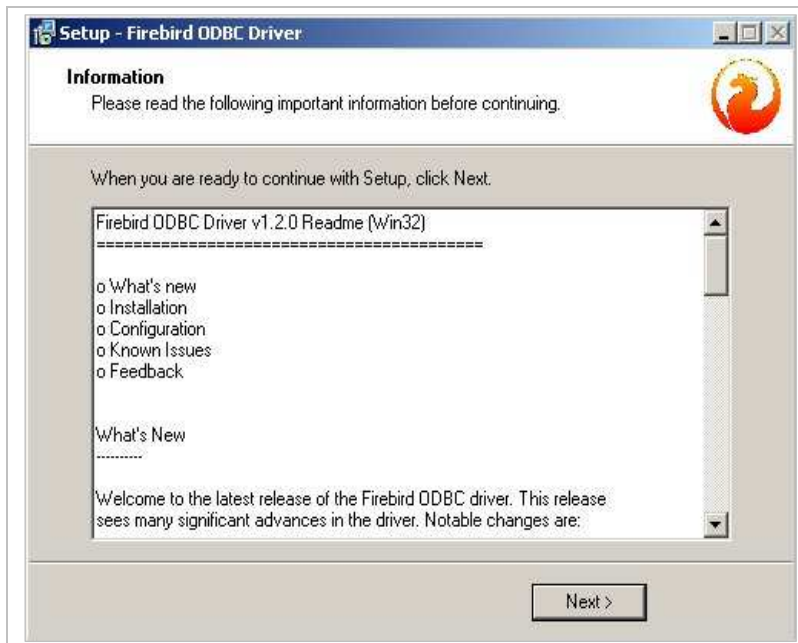 Setup - Firebird ODBC Driver
Information
Please read the following important information before continuing.
When you are ready to continue with Setup, click Next.
Firebird ODBC Driver v1.2.0 Readme (Win32)
==========================================
o What's new
o Installation
o Configuration
o Known Issues
o Feedback
What's New
----------
Welcome to the latest release of the Firebird ODBC driver. This release
sees many significant advances in the driver. Notable changes are:
Next >